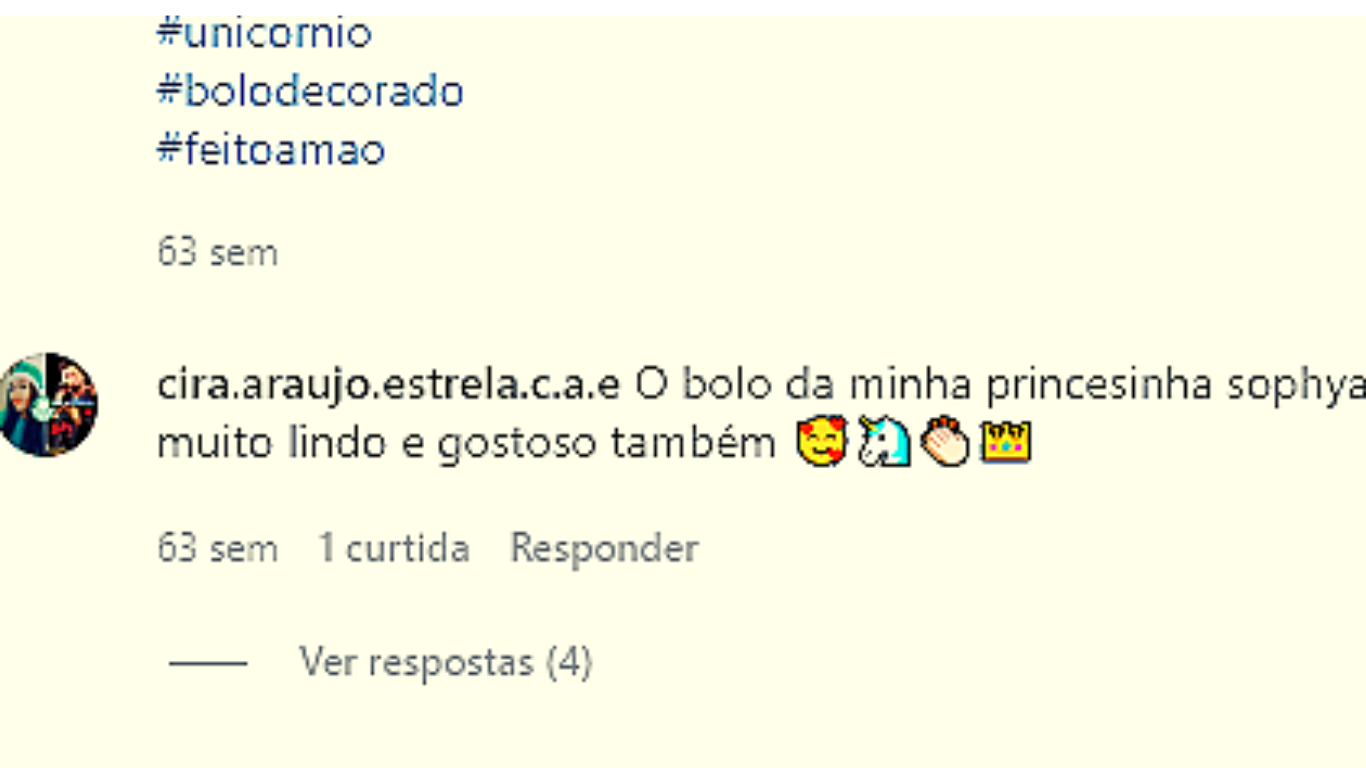 #unicornio
#bolodecorado
#feitoamao
63 sem
cira.araujo.estrela.c.a.e O bolo da minha princesinha sophya
muito lindo e gostoso também 🥰🦄👏🏻👑
63 sem 1 curtida Responder
Ver respostas (4)